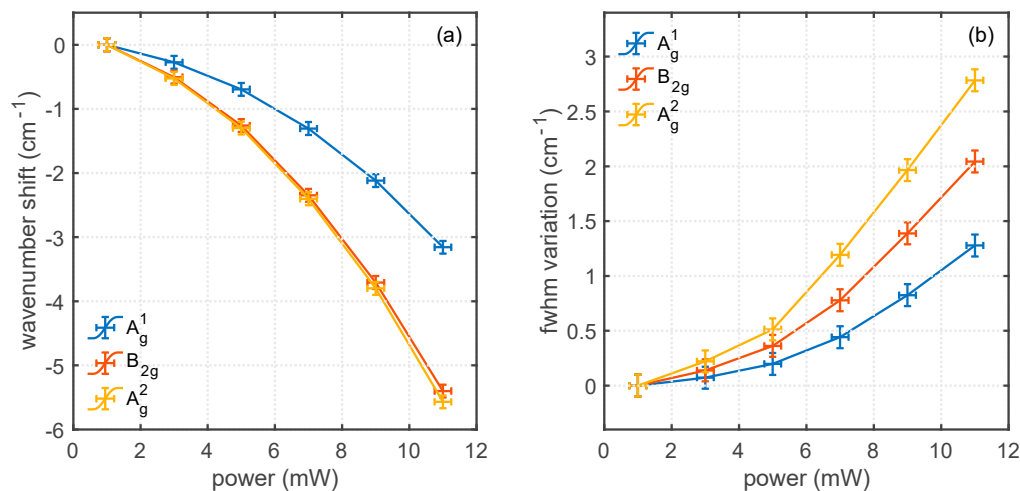 (a)
wavenumber shift (cm⁻¹)
0
-1
-2
-3
-4
-5
-6
A_g^1
B_2g
A_g^2
0 2 4 6 8 10 12
power (mW)
(b)
fwhm variation (cm⁻¹)
3
2.5
2
1.5
1
0.5
0
A_g^1
B_2g
A_g^2
0 2 4 6 8 10 12
power (mW)